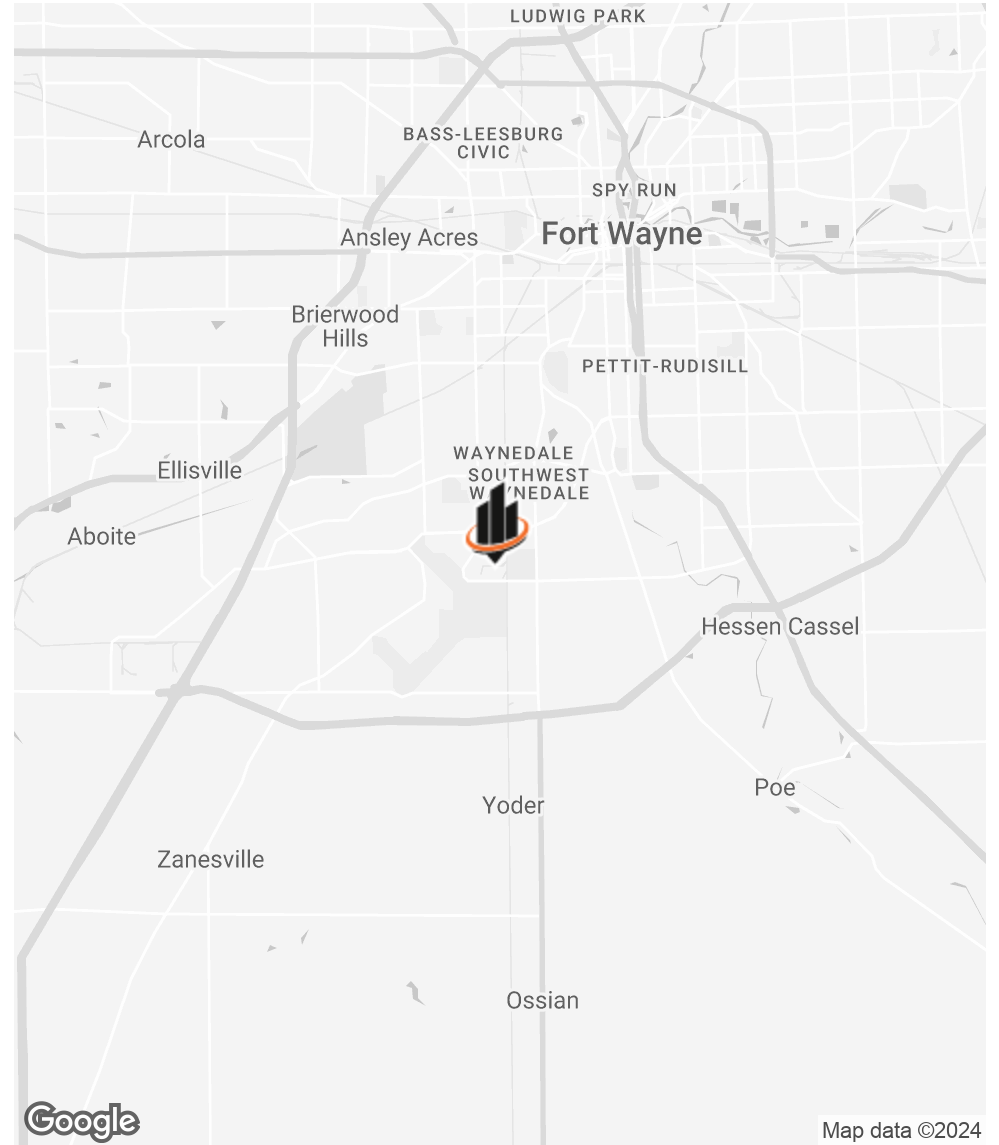 LUDWIG PARK
Arcola
BASS-LEESBURG
CIVIC
SPY RUN
Ansley Acres
Fort Wayne
Brierwood
Hills
PETTIT-RUDISILL
WAYNEDALE
Ellisville
SOUTHWEST
WAYNEDALE
Aboite
Hessen Cassel
Poe
Yoder
Zanesville
Ossian
Google
Map data ©2024